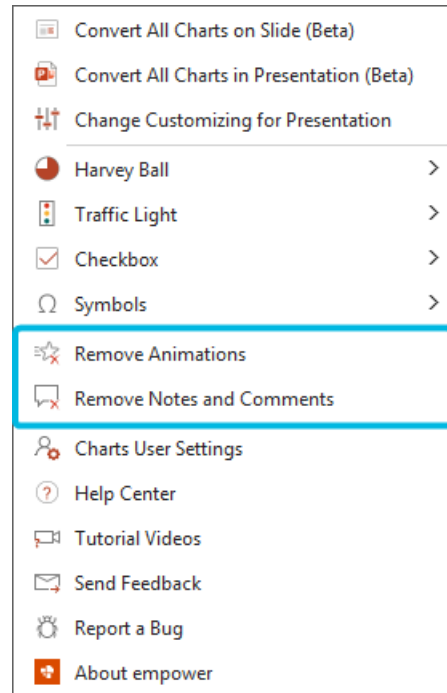 Convert All Charts on Slide (Beta)
Convert All Charts in Presentation (Beta)
Change Customizing for Presentation
Harvey Ball
Traffic Light
Checkbox
Symbols
Remove Animations
Remove Notes and Comments
Charts User Settings
Help Center
Tutorial Videos
Send Feedback
Report a Bug
About empower